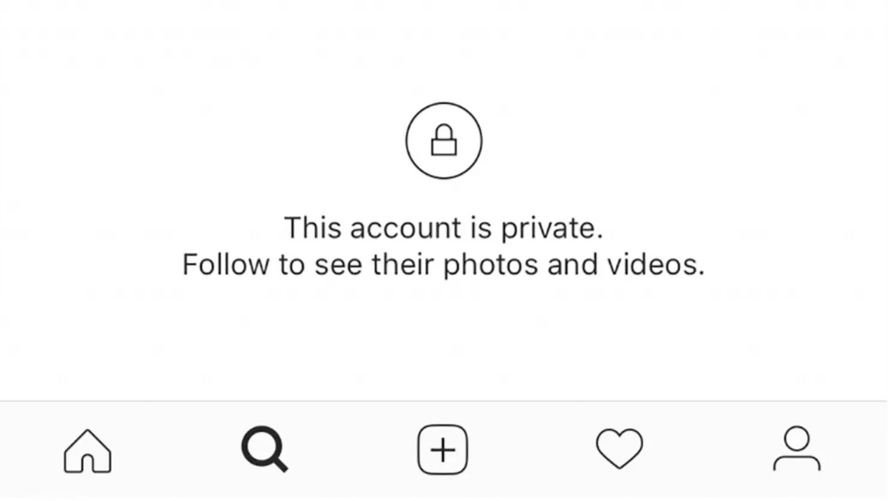 This account is private.
Follow to see their photos and videos.